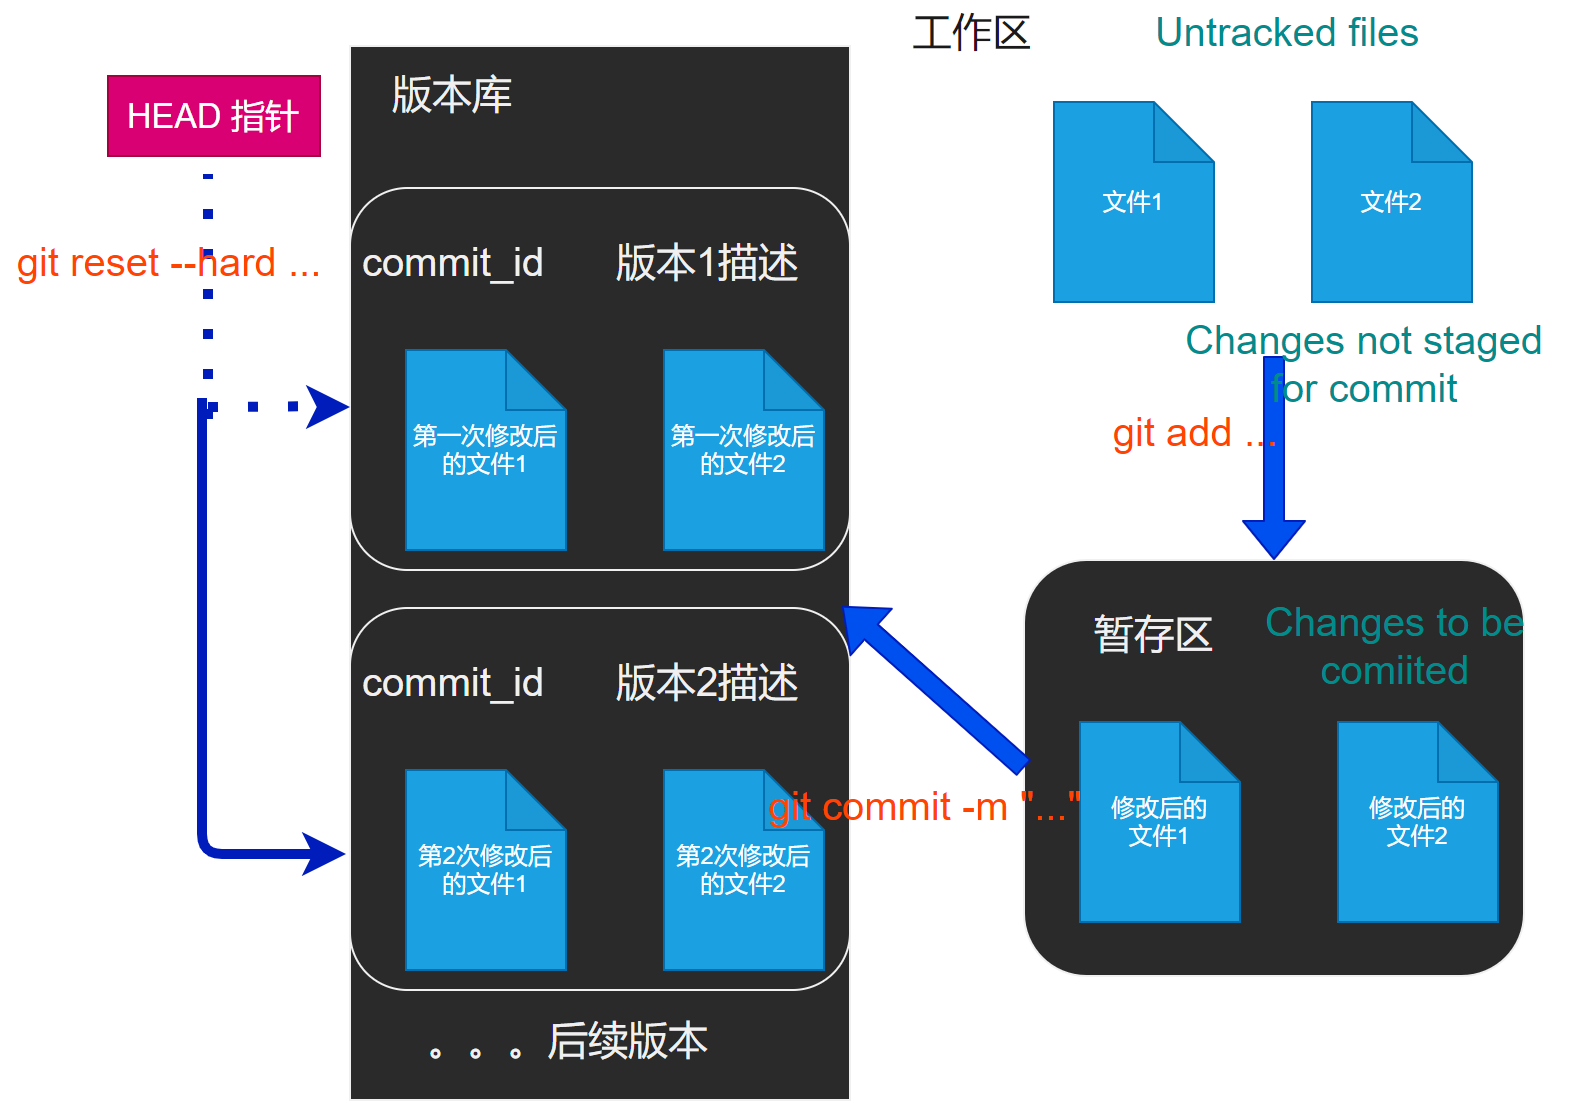 工作区
Untracked files
文件1
文件2
Changes not staged
for commit
git add ...
暂存区
Changes to be
comiited
修改后的
文件1
修改后的
文件2
git commit -m "..."
HEAD 指针
git reset --hard ...
版本库
commit_id
版本1描述
第一次修改后
的文件1
第一次修改后
的文件2
commit_id
版本2描述
第2次修改后
的文件1
第2次修改后
的文件2
。。。后续版本